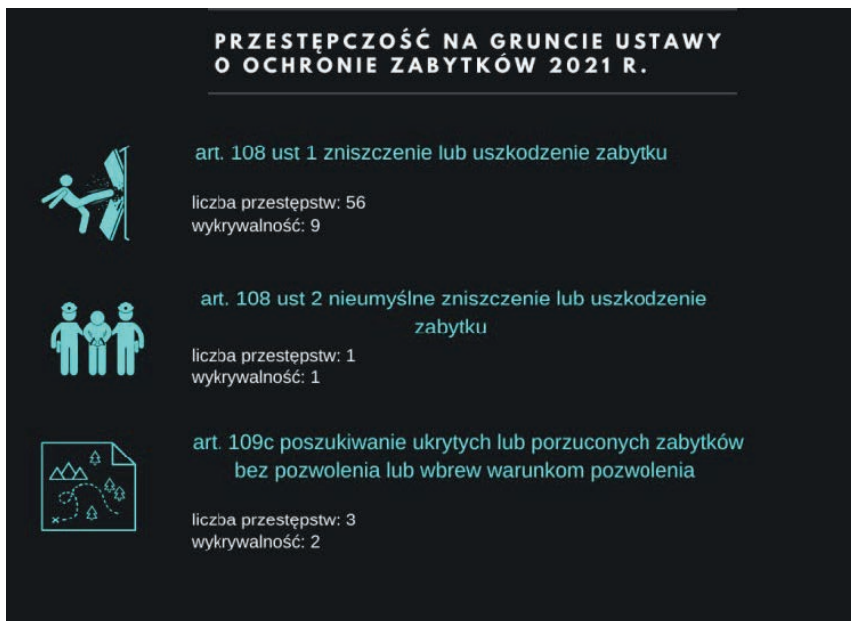 PRZESTĘPCZOŚĆ NA GRUNCIE USTAWY
O OCHRONIE ZABYTKÓW 2021 R.
art. 108 ust 1 zniszczenie lub uszkodzenie zabytku
liczba przestępstw: 56
wykrywalność: 9
art. 108 ust 2 nieumyślne zniszczenie lub uszkodzenie
zabytku
liczba przestępstw: 1
wykrywalność: 1
art. 109c poszukiwanie ukrytych lub porzuconych zabytków
bez pozwolenia lub wbrew warunkom pozwolenia
liczba przestępstw: 3
wykrywalność: 2